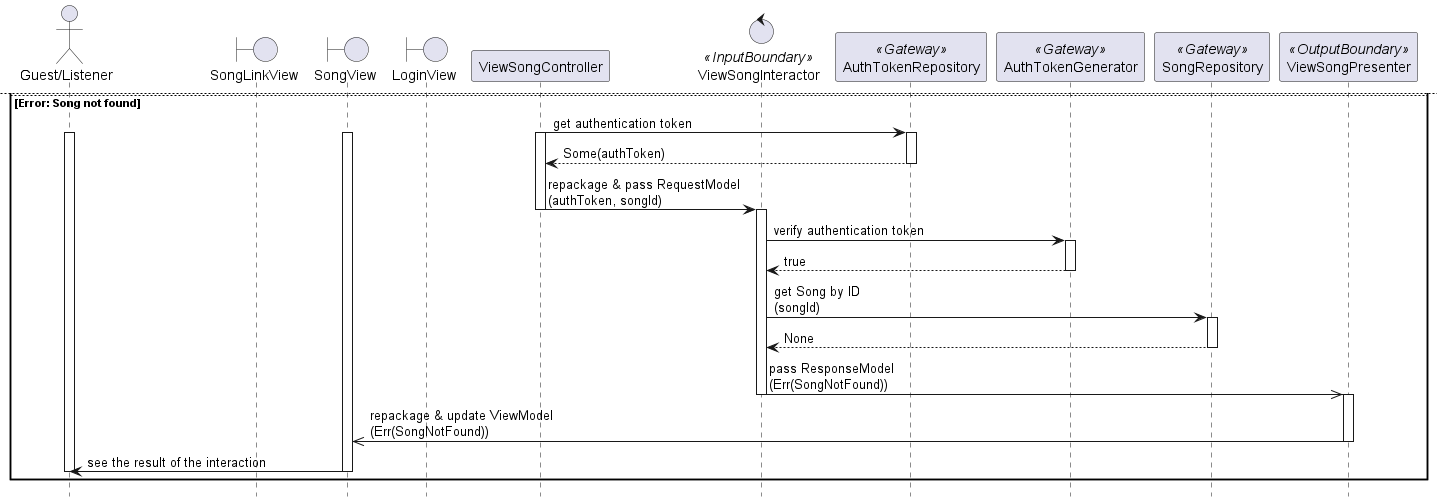 Guest/Listener
SongLinkView
SongView
LoginView
ViewSongController
«InputBoundary»
ViewSongInteractor
«Gateway»
AuthTokenRepository
«Gateway»
AuthTokenGenerator
«Gateway»
SongRepository
«OutputBoundary»
ViewSongPresenter
[Error: Song not found]
get authentication token
Some(authToken)
repackage & pass RequestModel
(authToken, songId)
verify authentication token
true
get Song by ID
(songId)
None
pass ResponseModel
(Err(SongNotFound))
repackage & update ViewModel
(Err(SongNotFound))
see the result of the interaction